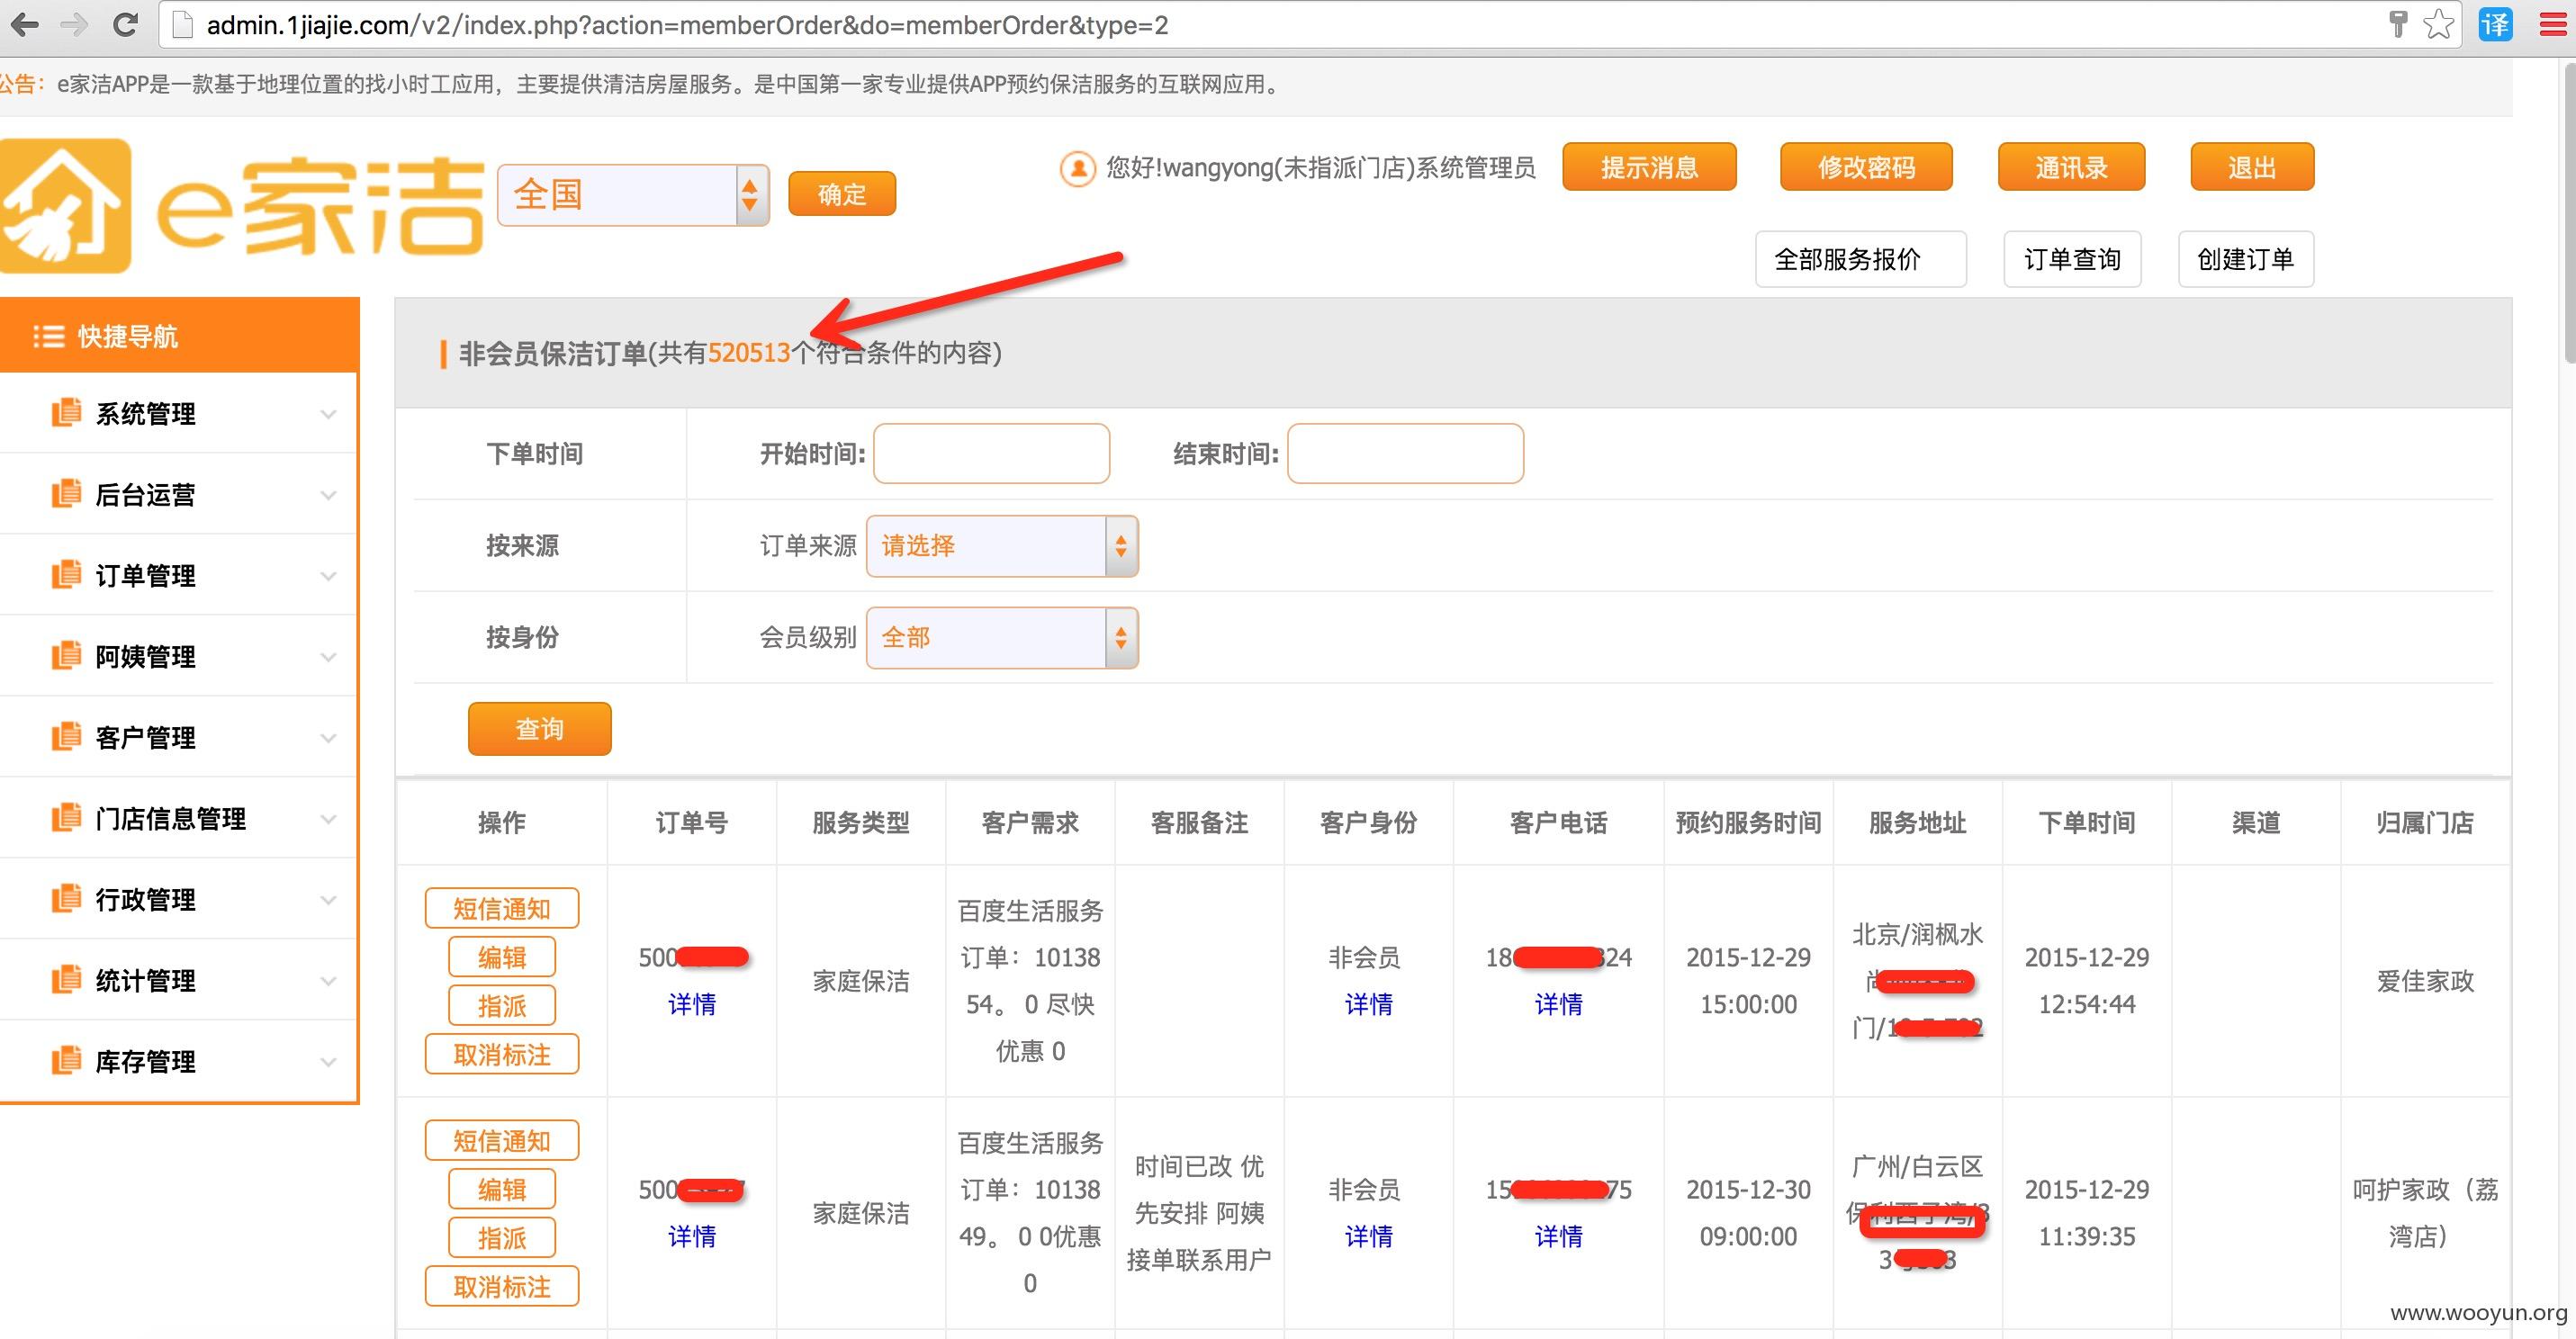 admin.1jiajie.com/v2/index.php?action=memberOrder&do=memberOrder&type=2
译
公告：e家洁APP是一款基于地理位置的找小时工应用，主要提供清洁房屋服务。是中国第一家专业提供APP预约保洁服务的互联网应用。
e家洁
全国
确定
您好!wangyong(未指派门店)系统管理员
提示消息
修改密码
通讯录
退出
全部服务报价
订单查询
创建订单
快捷导航
系统管理
后台运营
订单管理
阿姨管理
客户管理
门店信息管理
行政管理
统计管理
库存管理
非会员保洁订单(共有520513个符合条件的内容)
下单时间 开始时间: 结束时间:
按来源 订单来源 请选择
按身份 会员级别 全部
查询
操作 订单号 服务类型 客户需求 客服备注 客户身份 客户电话 预约服务时间 服务地址 下单时间 渠道 归属门店
短信通知
编辑
指派
取消标注
500
详情
家庭保洁
百度生活服务
订单：10138
54。 0 尽快
优惠 0
非会员
详情
18 324
详情
2015-12-29
15:00:00
北京/润枫水
尚
门/1 2
2015-12-29
12:54:44
爱佳家政
短信通知
编辑
指派
取消标注
500
详情
家庭保洁
百度生活服务
订单：10138
49。 0 0优惠
0
时间已改 优
先安排 阿姨
接单联系用户
非会员
详情
15 75
详情
2015-12-30
09:00:00
广州/白云区
保利西子湾/3
3 3
2015-12-29
11:39:35
呵护家政（荔
湾店）
www.wooyun.org